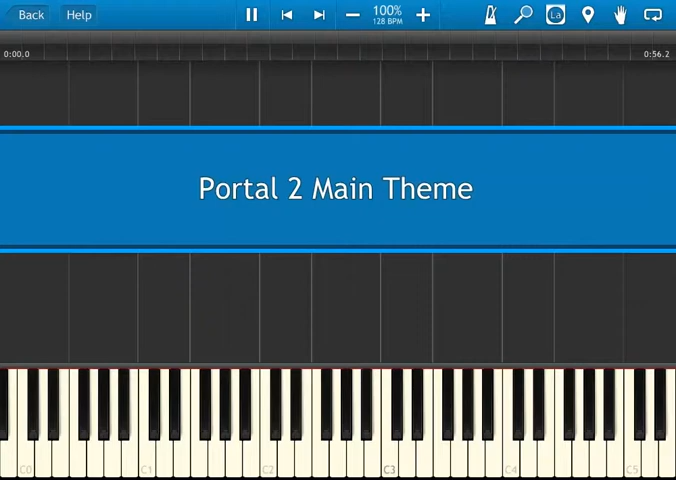 Back
Help
100%
128 BPM
La
0:00.0
0:56.2
Portal 2 Main Theme
C0
C1
C2
C3
C4
C5